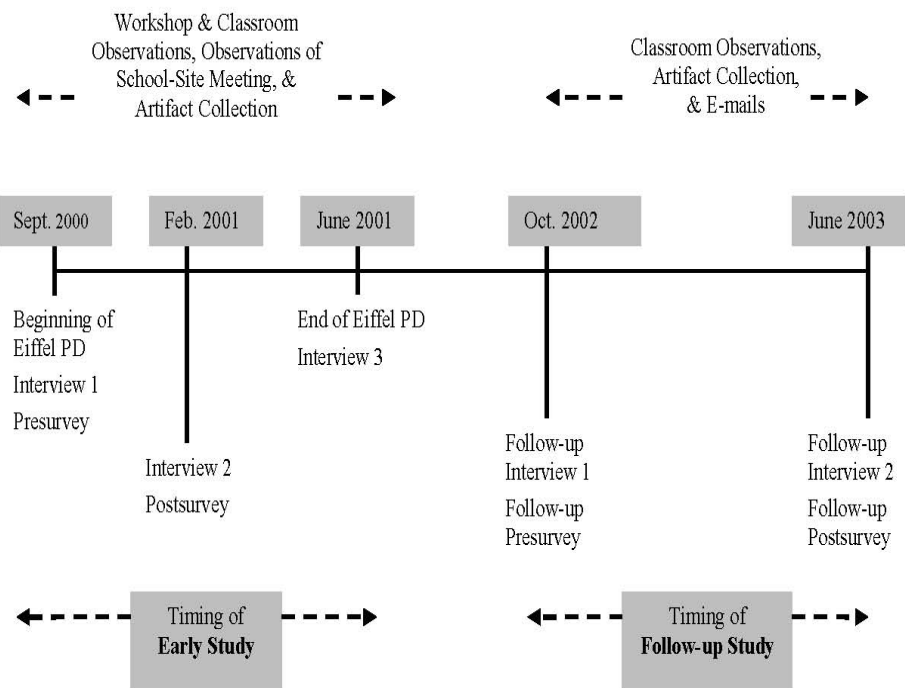 Workshop & Classroom
Observations, Observations of
School-Site Meeting, &
Artifact Collection
Classroom Observations,
Artifact Collection,
& E-mails
Sept. 2000
Feb. 2001
June 2001
Oct. 2002
June 2003
Beginning of
Eiffel PD
Interview 1
Presurvey
Interview 2
Postsurvey
End of Eiffel PD
Interview 3
Follow-up
Interview 1
Follow-up
Presurvey
Follow-up
Interview 2
Follow-up
Postsurvey
Timing of
Early Study
Timing of
Follow-up Study